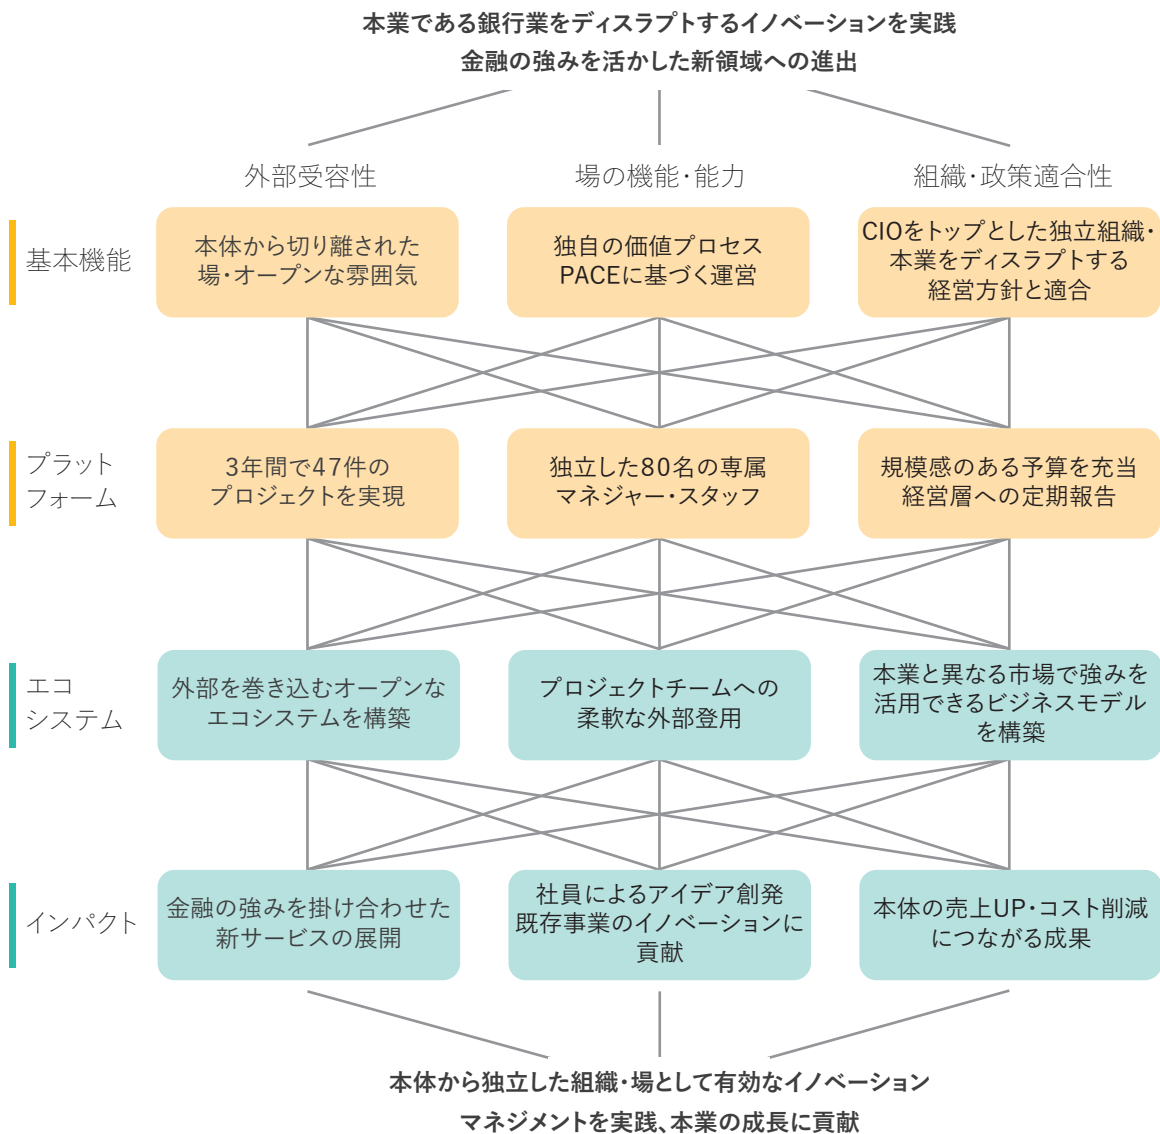 本業である銀行業をディスラプトするイノベーションを実践
金融の強みを活かした新領域への進出
外部受容性
場の機能・能力
組織・政策適合性
基本機能
本体から切り離された
場・オープンな雰囲気
独自の価値プロセス
PACEに基づく運営
CIOをトップとした独立組織・
本業をディスラプトする
経営方針と適合
プラット
フォーム
3年間で47件の
プロジェクトを実現
独立した80名の専属
マネジャー・スタッフ
規模感のある予算を充当
経営層への定期報告
エコ
システム
外部を巻き込むオープンな
エコシステムを構築
プロジェクトチームへの
柔軟な外部登用
本業と異なる市場で強みを
活用できるビジネスモデル
を構築
インパクト
金融の強みを掛け合わせた
新サービスの展開
社員によるアイデア創発
既存事業のイノベーションに
貢献
本体の売上UP・コスト削減
につながる成果
本体から独立した組織・場として有効なイノベーション
マネジメントを実践、本業の成長に貢献